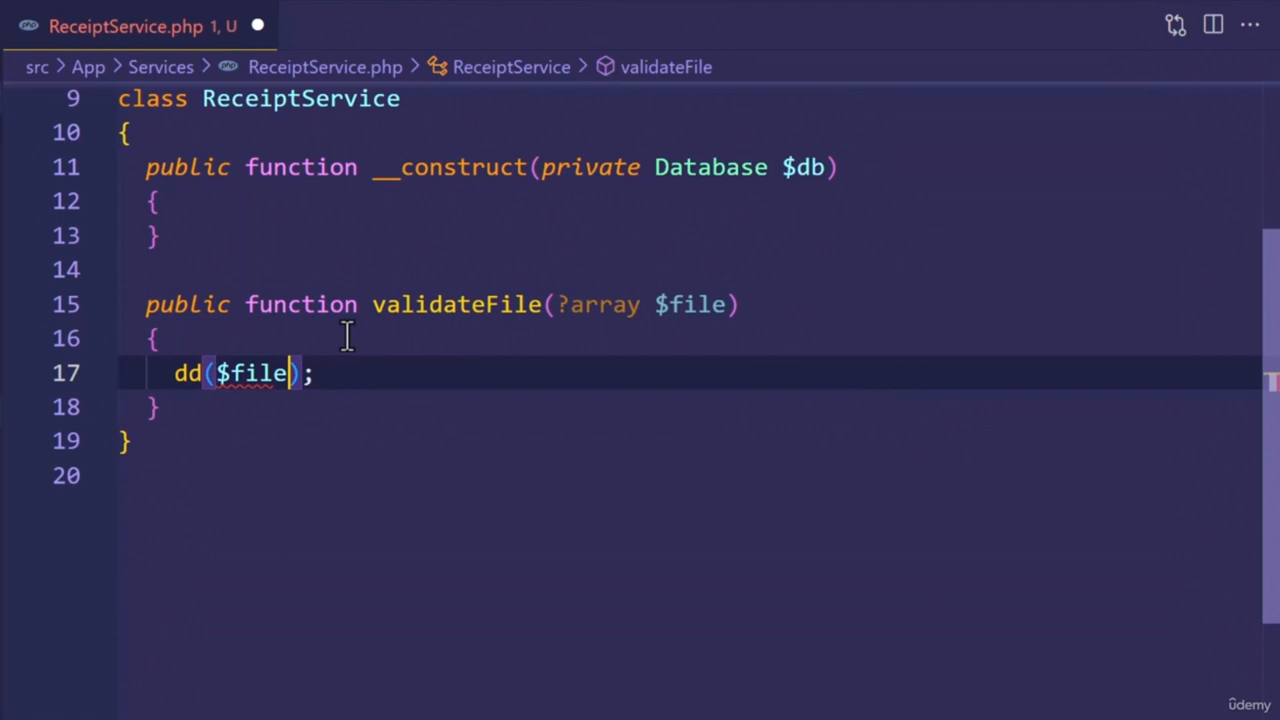 ReceiptService.php 1, U
src > App > Services > ReceiptService.php > ReceiptService > validateFile
9 class ReceiptService
10 {
11 public function __construct(private Database $db)
12 {
13 }
14
15 public function validateFile(?array $file)
16 {
17 dd($file);
18 }
19 }
20
udemy